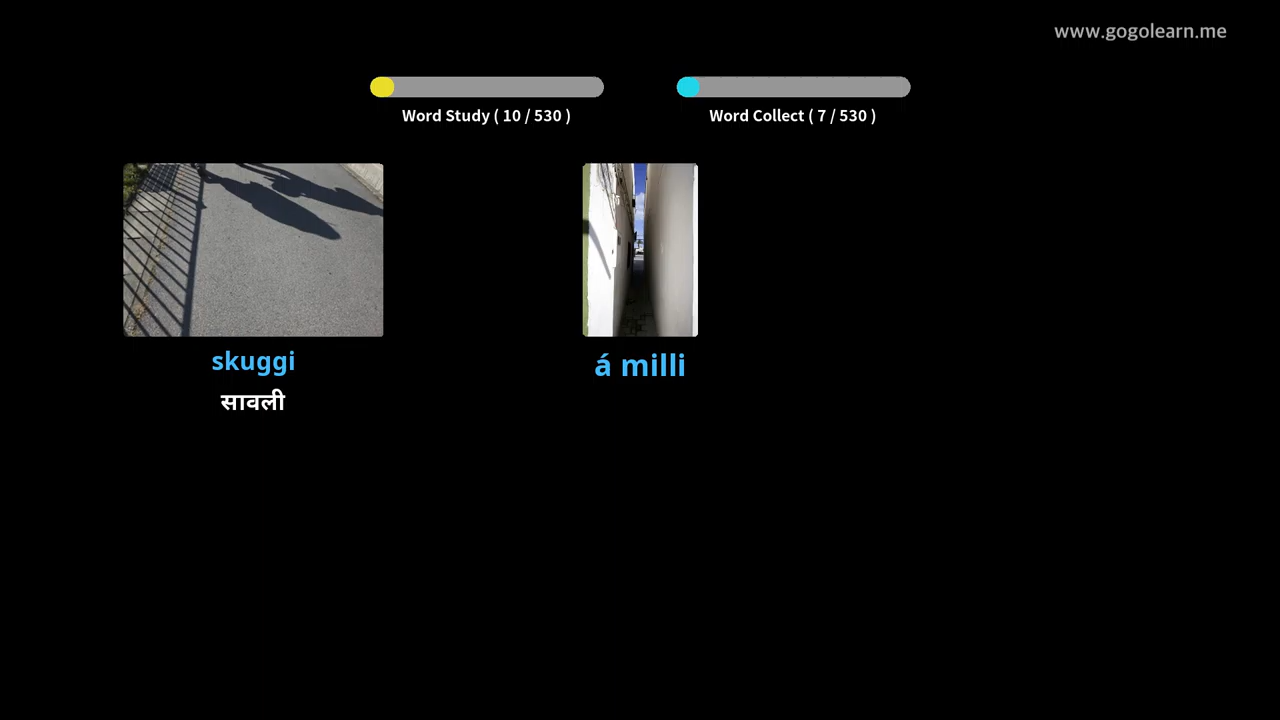 www.gogolearn.me
Word Study ( 10 / 530 )
Word Collect ( 7 / 530 )
skuggi
सावली
á milli